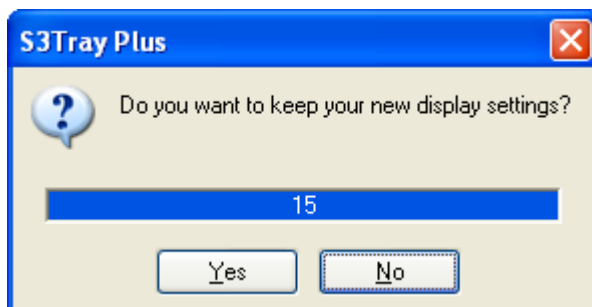 S3Tray Plus
Do you want to keep your new display settings?
15
Yes No